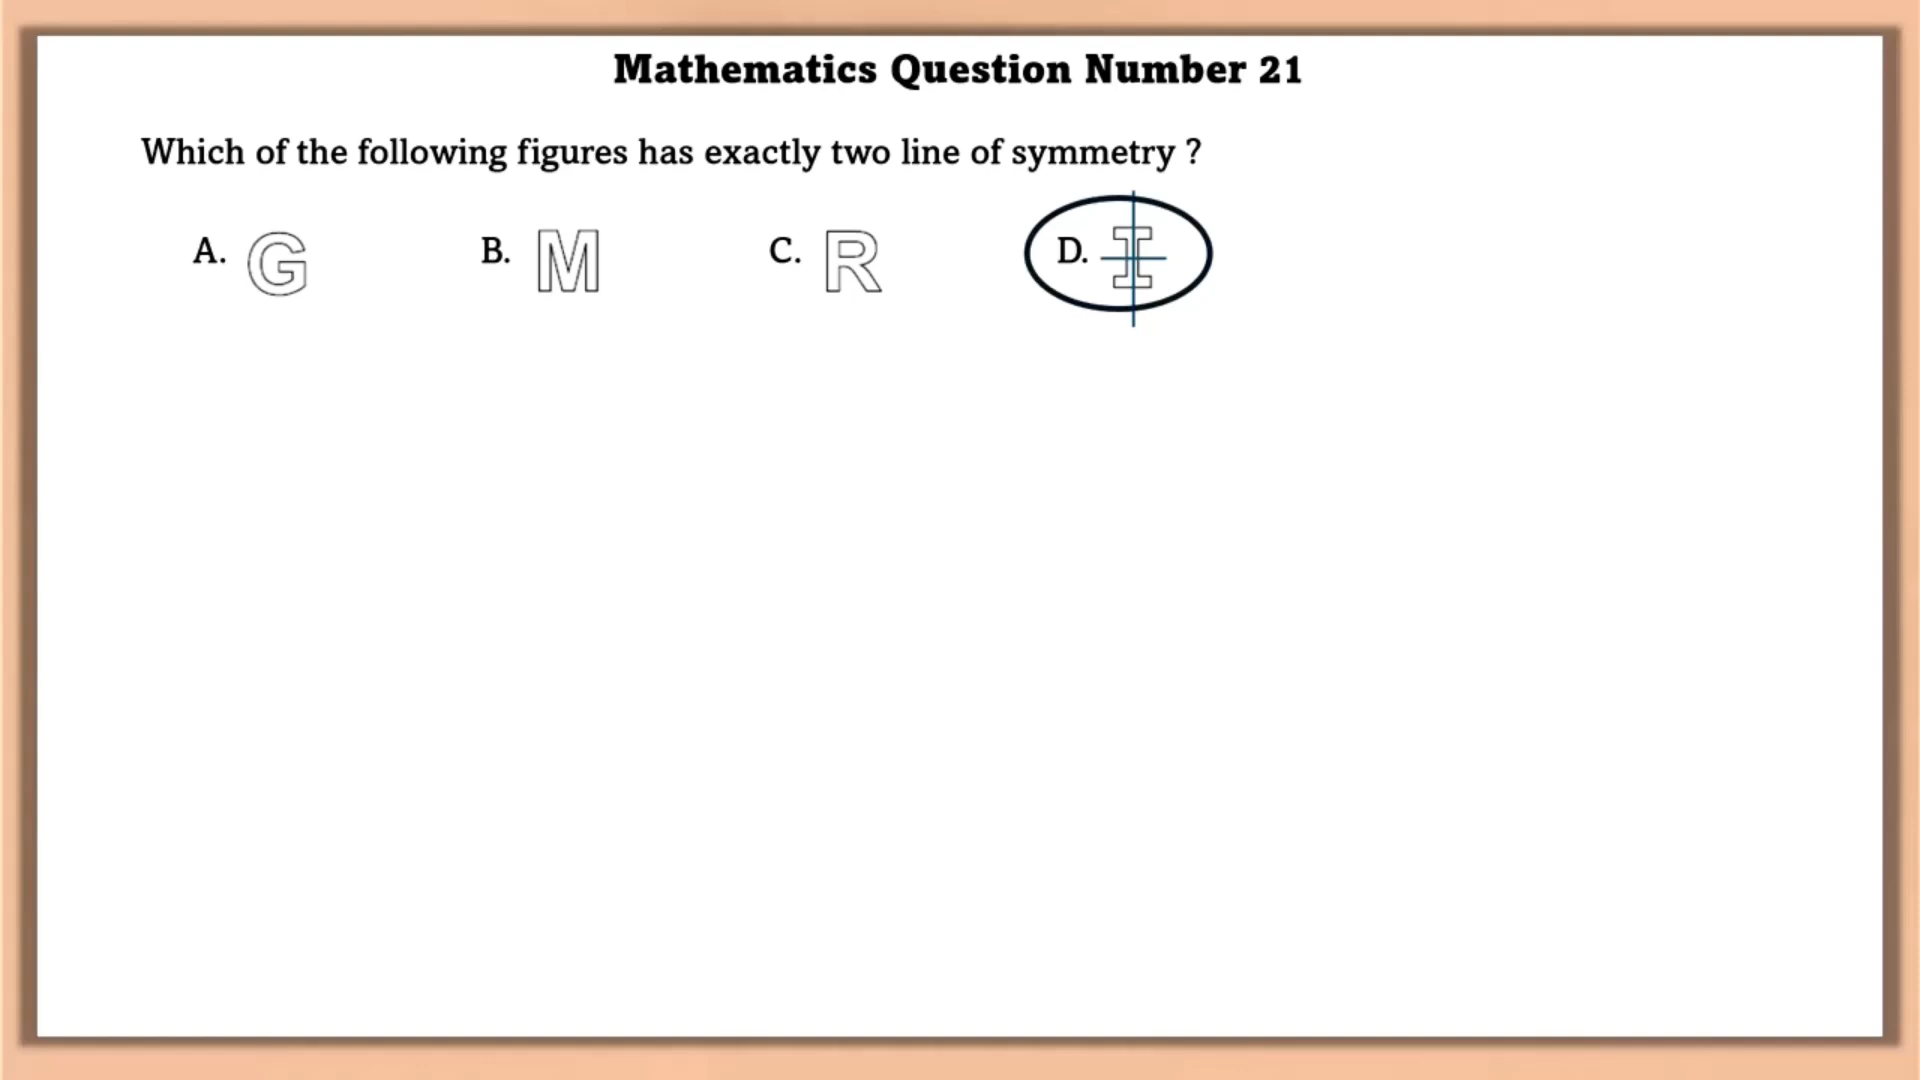 Mathematics Question Number 21
Which of the following figures has exactly two line of symmetry ?
A. G B. M C. R D. I